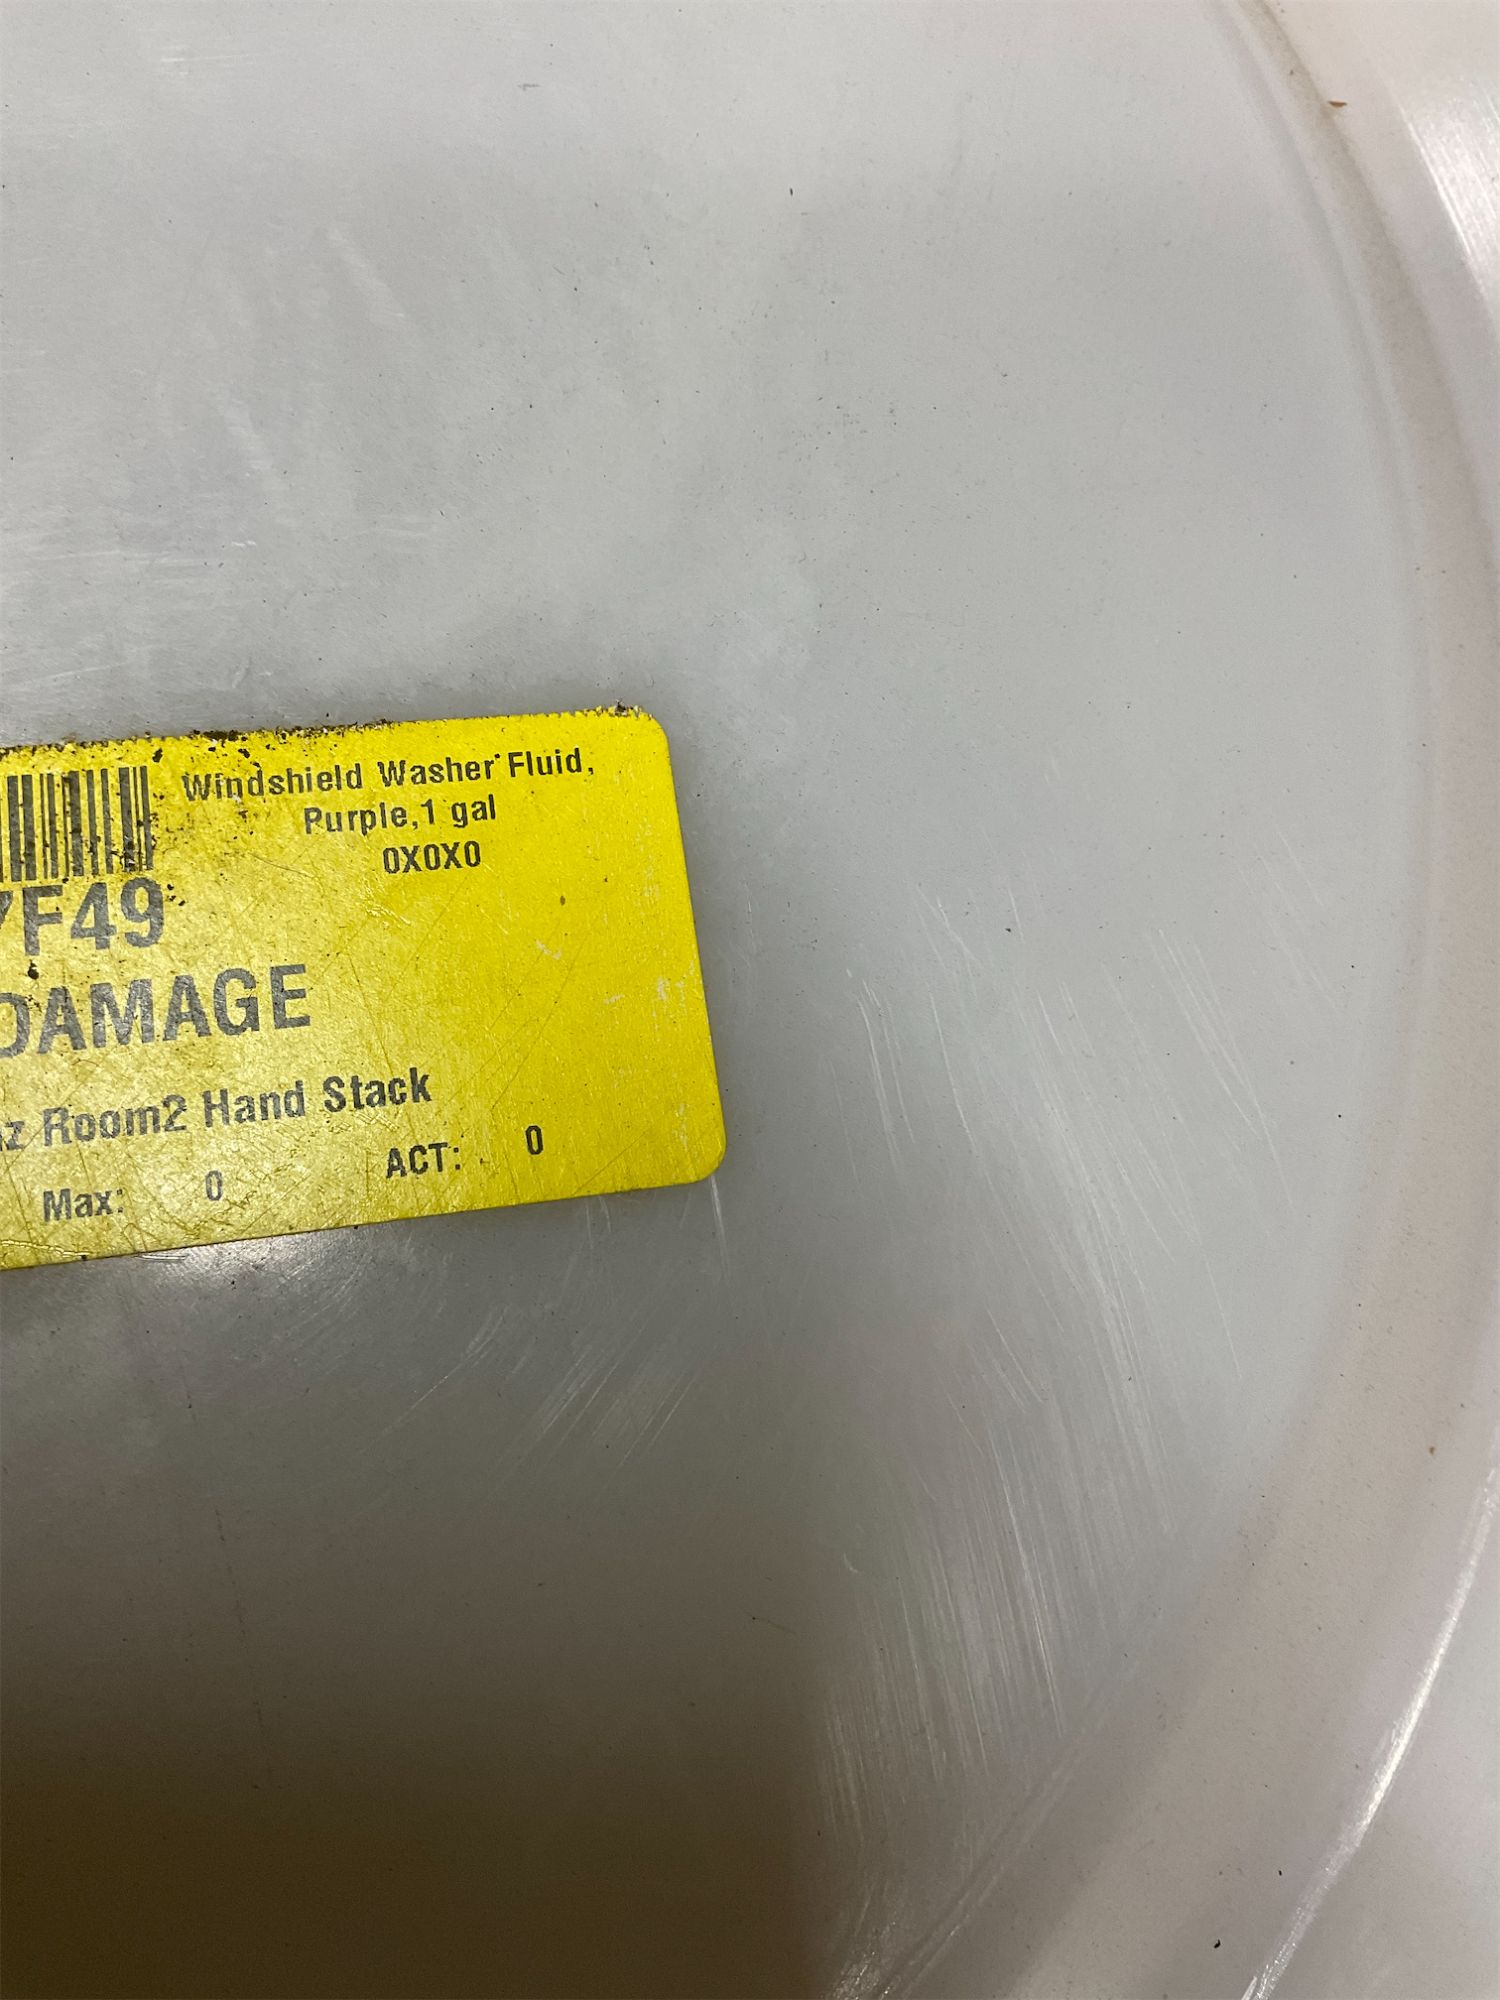 Windshield Washer Fluid,
Purple,1 gal
0X0X0
7F49
DAMAGE
Room2 Hand Stack
Max: 0 ACT: 0